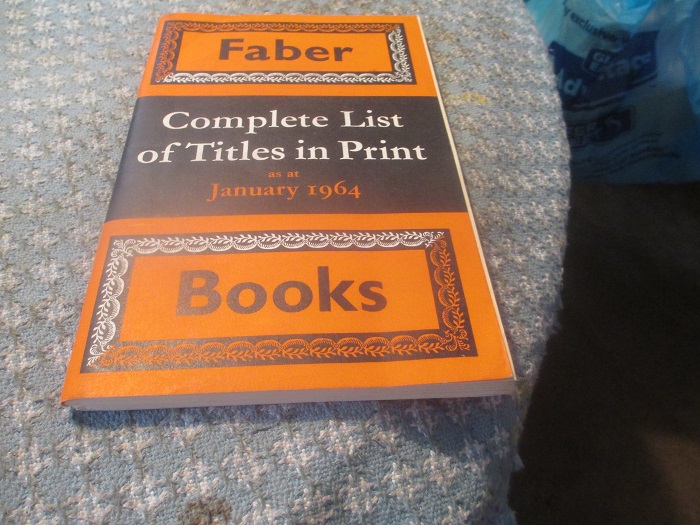 Faber
Complete List
of Titles in Print
as at
January 1964
Books